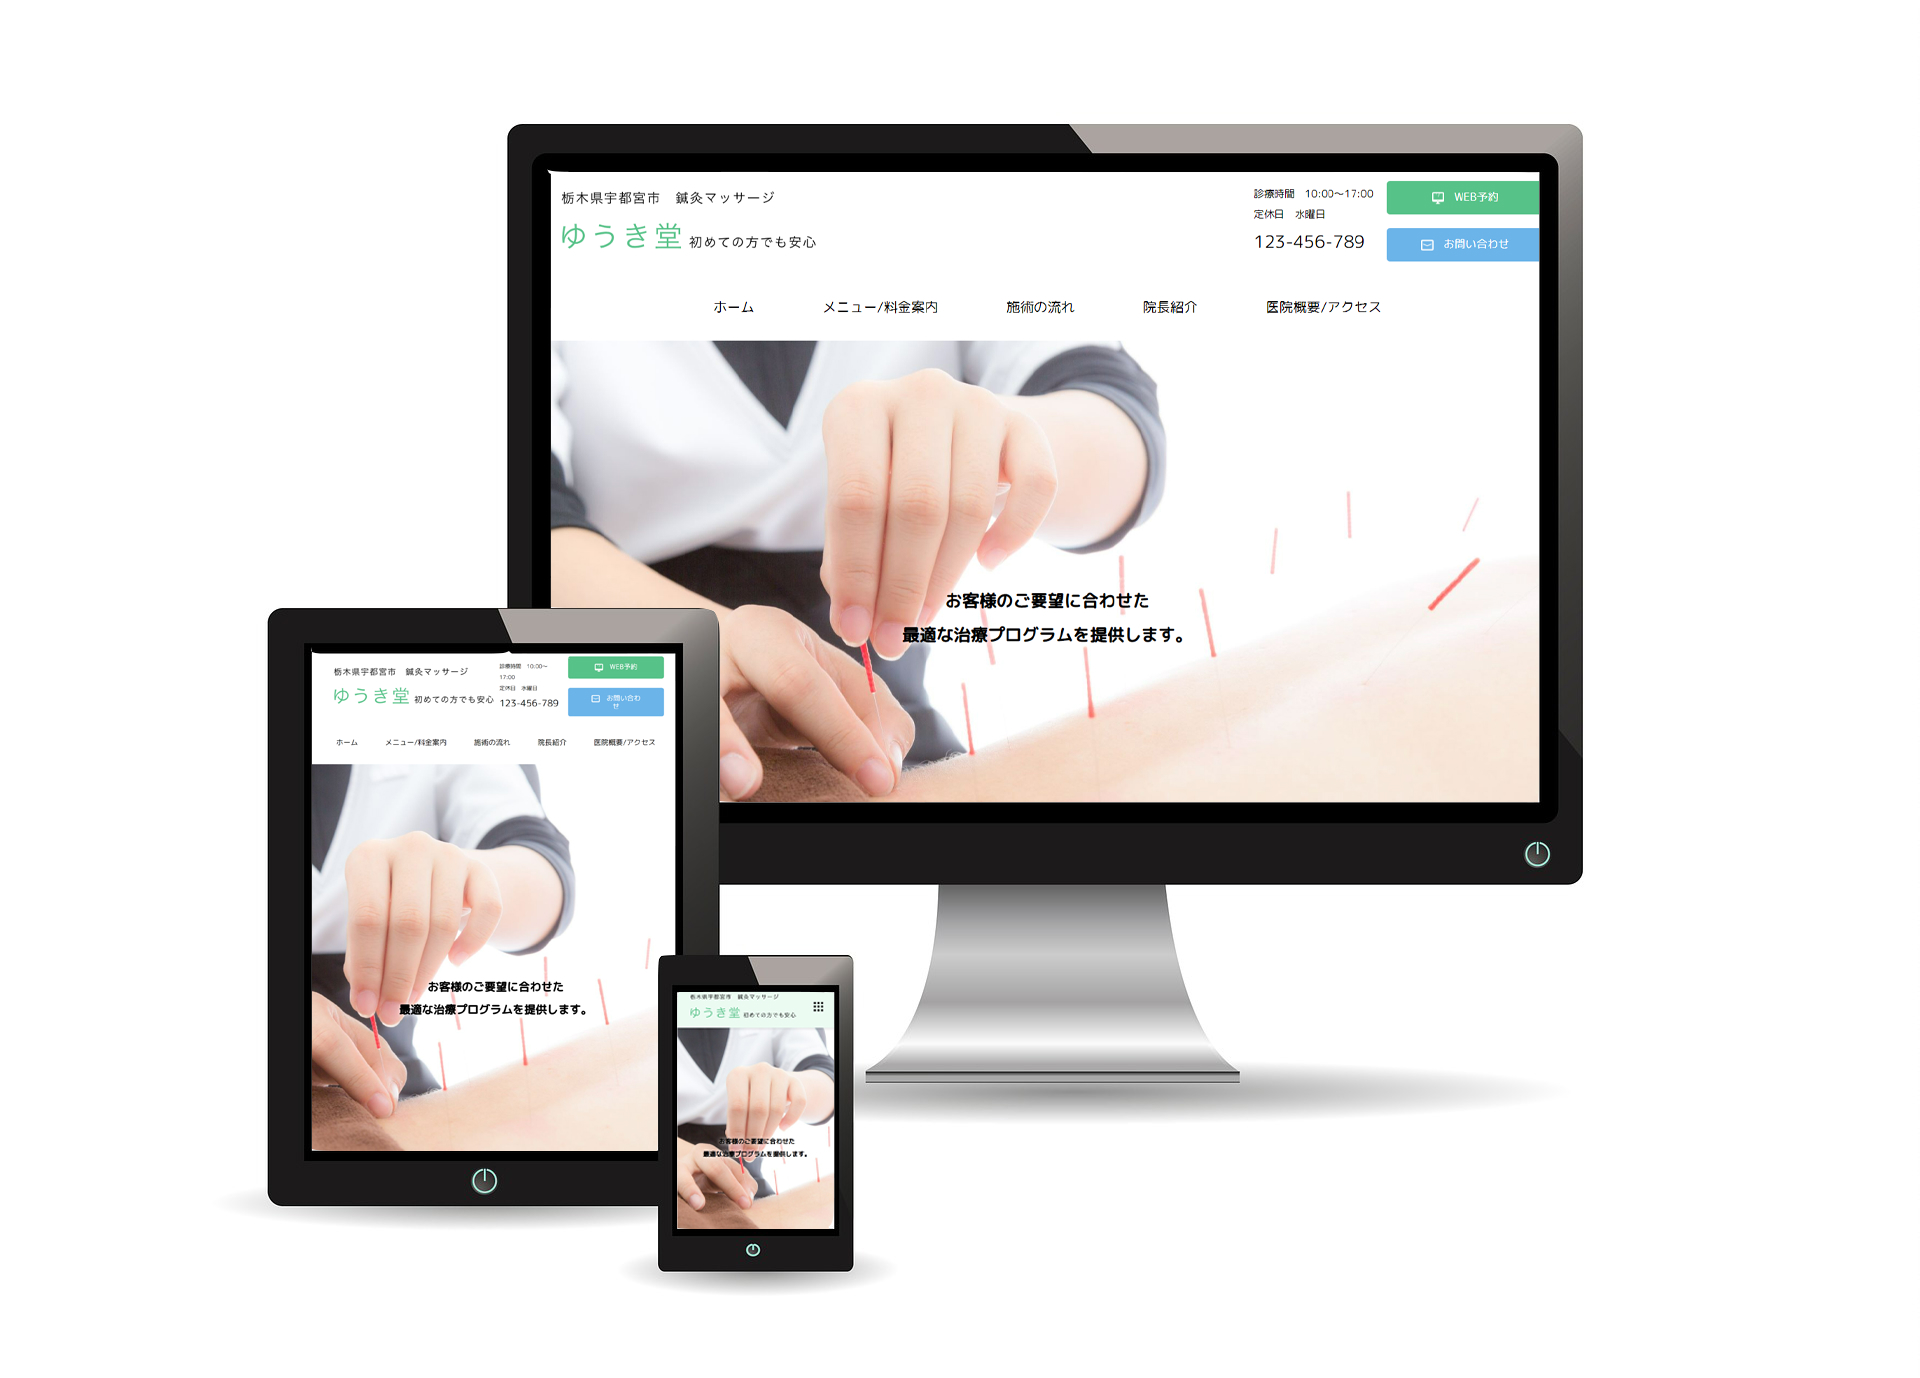 栃木県宇都宮市　鍼灸マッサージ
ゆうき堂 初めての方でも安心
診療時間　10:00〜17:00
定休日　水曜日
123-456-789
WEB予約
お問い合わせ
ホーム　メニュー/料金案内　施術の流れ　院長紹介　医院概要/アクセス
お客様のご要望に合わせた
最適な治療プログラムを提供します。
栃木県宇都宮市　鍼灸マッサージ
ゆうき堂 初めての方でも安心
診療時間　10:00〜
17:00
定休日　水曜日
123-456-789
WEB予約
お問い合わ
せ
ホーム　メニュー/料金案内　施術の流れ　院長紹介　医院概要/アクセス
お客様のご要望に合わせた
最適な治療プログラムを提供します。
栃木県宇都宮市　鍼灸マッサージ
ゆうき堂 初めての方でも安心
お客様のご要望に合わせた
最適な治療プログラムを提供します。